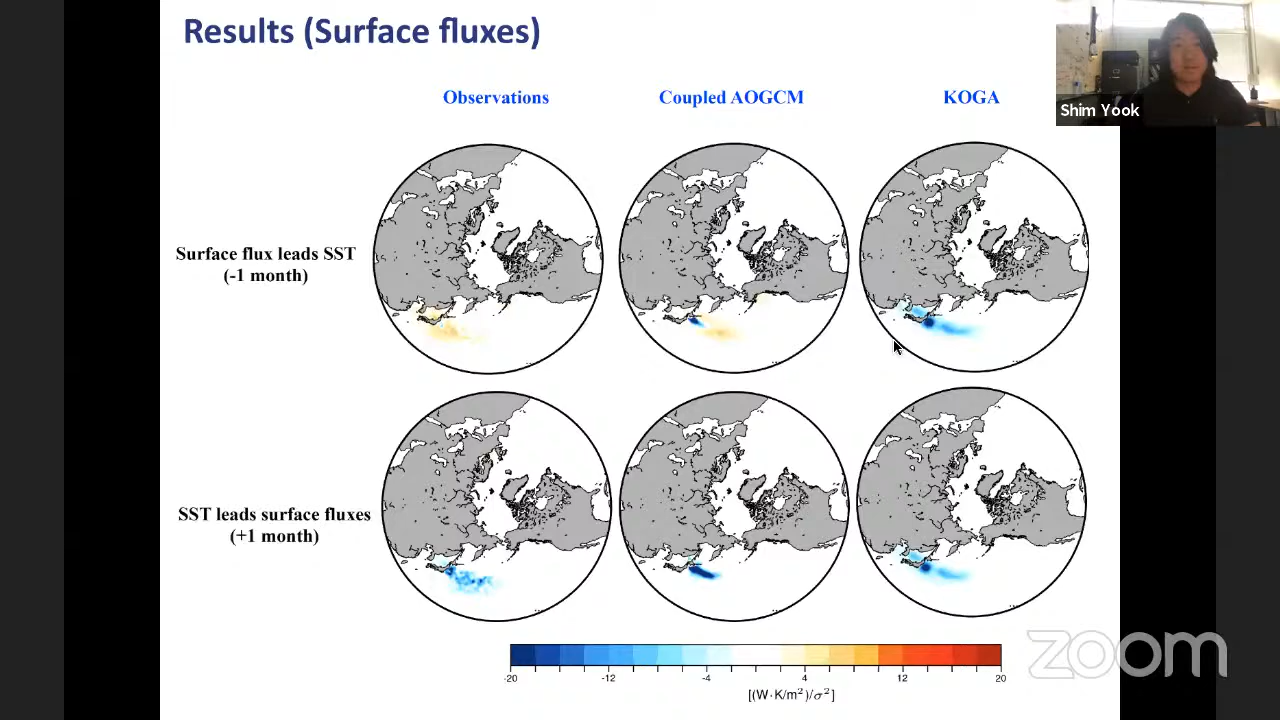 Results (Surface fluxes)
Shim Yook
Observations
Coupled AOGCM
KOGA
Surface flux leads SST
(-1 month)
SST leads surface fluxes
(+1 month)
-20 -12 -4 4 12 20
[(W·K/m²)/σ²]
zoom